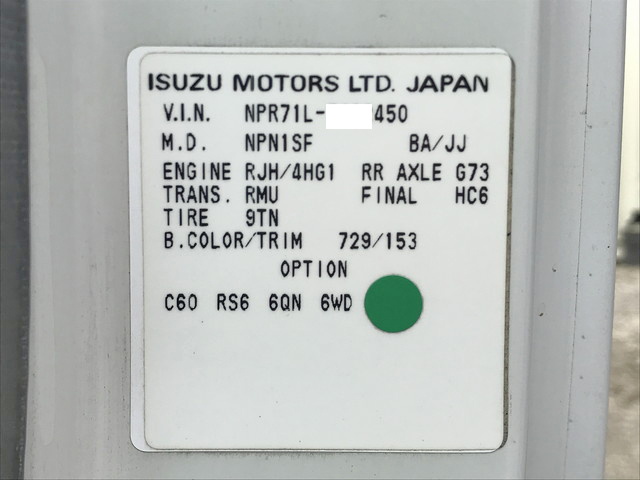 ISUZU MOTORS LTD. JAPAN
V.I.N. NPR71L- 450
M.D. NPN1SF BA/JJ
ENGINE RJH/4HG1 RR AXLE G73
TRANS. RMU FINAL HC6
TIRE 9TN
B.COLOR/TRIM 729/153
OPTION
C60 RS6 6QN 6WD